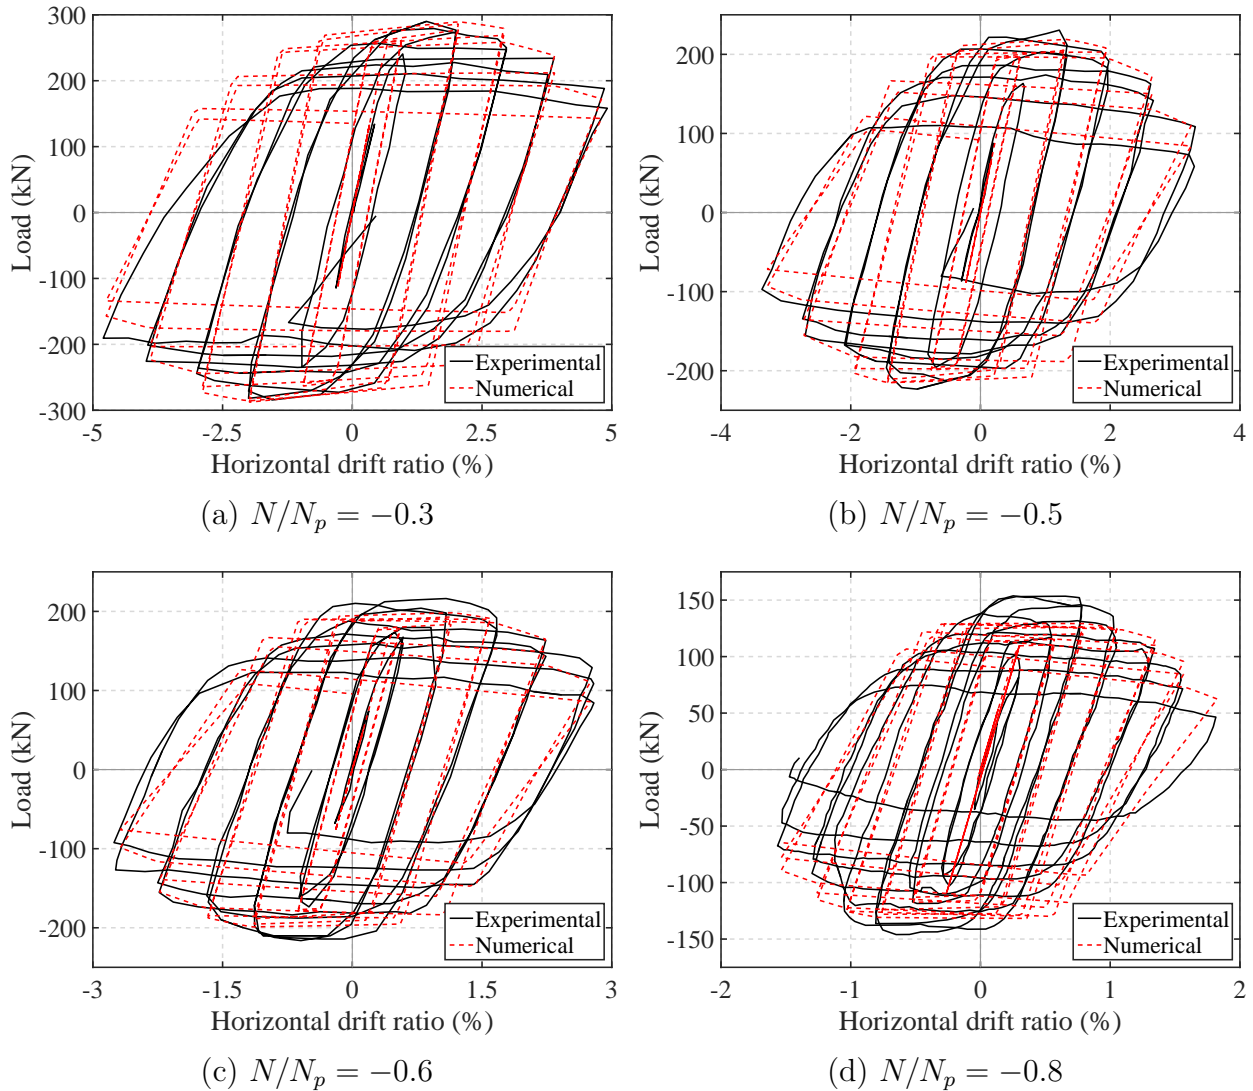 300
200
100
0
-100
-200
-300
Load (kN)
Experimental
Numerical
-5
-2.5
0
2.5
5
Horizontal drift ratio (%)
(a) N/Nₚ = −0.3
200
100
0
-100
-200
Load (kN)
Experimental
Numerical
-4
-2
0
2
4
Horizontal drift ratio (%)
(b) N/Nₚ = −0.5
200
100
0
-100
-200
Load (kN)
Experimental
Numerical
-3
-1.5
0
1.5
3
Horizontal drift ratio (%)
(c) N/Nₚ = −0.6
150
100
50
0
-50
-100
-150
Load (kN)
Experimental
Numerical
-2
-1
0
1
2
Horizontal drift ratio (%)
(d) N/Nₚ = −0.8